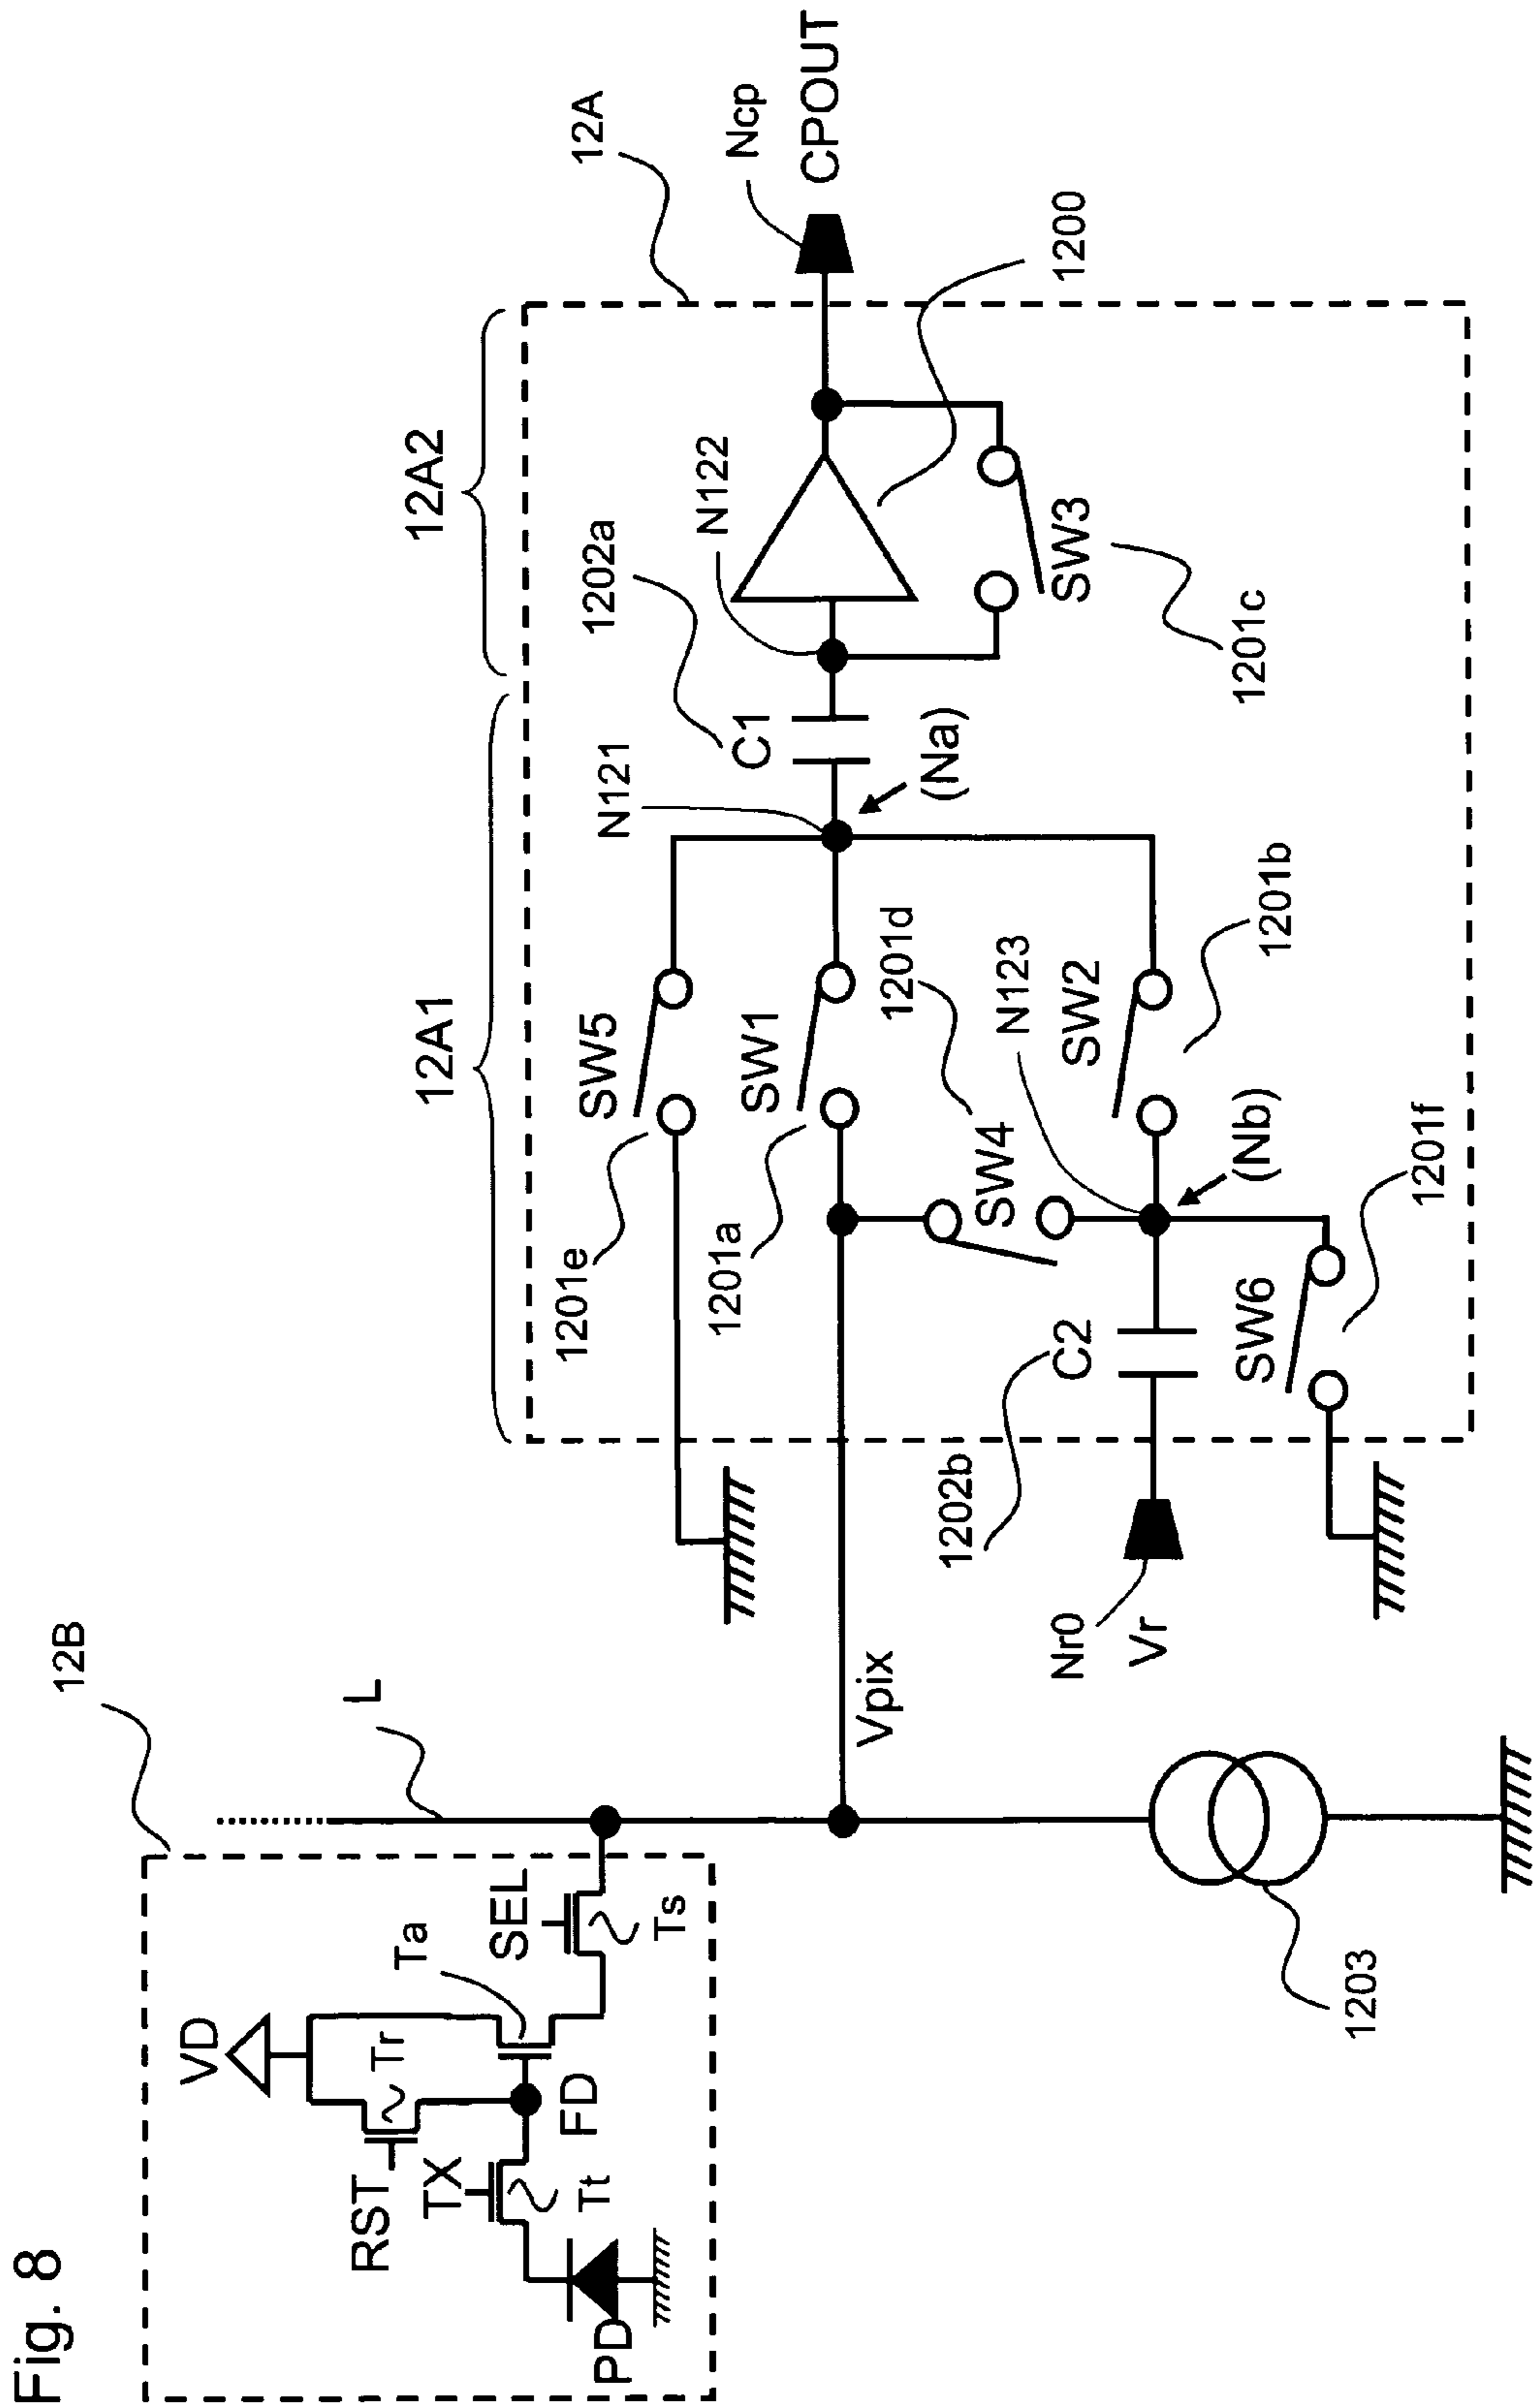 Fig. 8
12B
VD
RST
Tr
Ta
TX
Tt
FD
SEL
Ts
PD
L
Vpix
1203
12A
12A1
12A2
SW5
1201e
SW1
1201a
SW4
1201d
SW2
1201b
SW6
1201f
N121
N123
(Na)
(Nb)
C1
1202a
C2
1202b
Nr0
Vr
N122
SW3
1201c
1200
Ncp
CPOUT